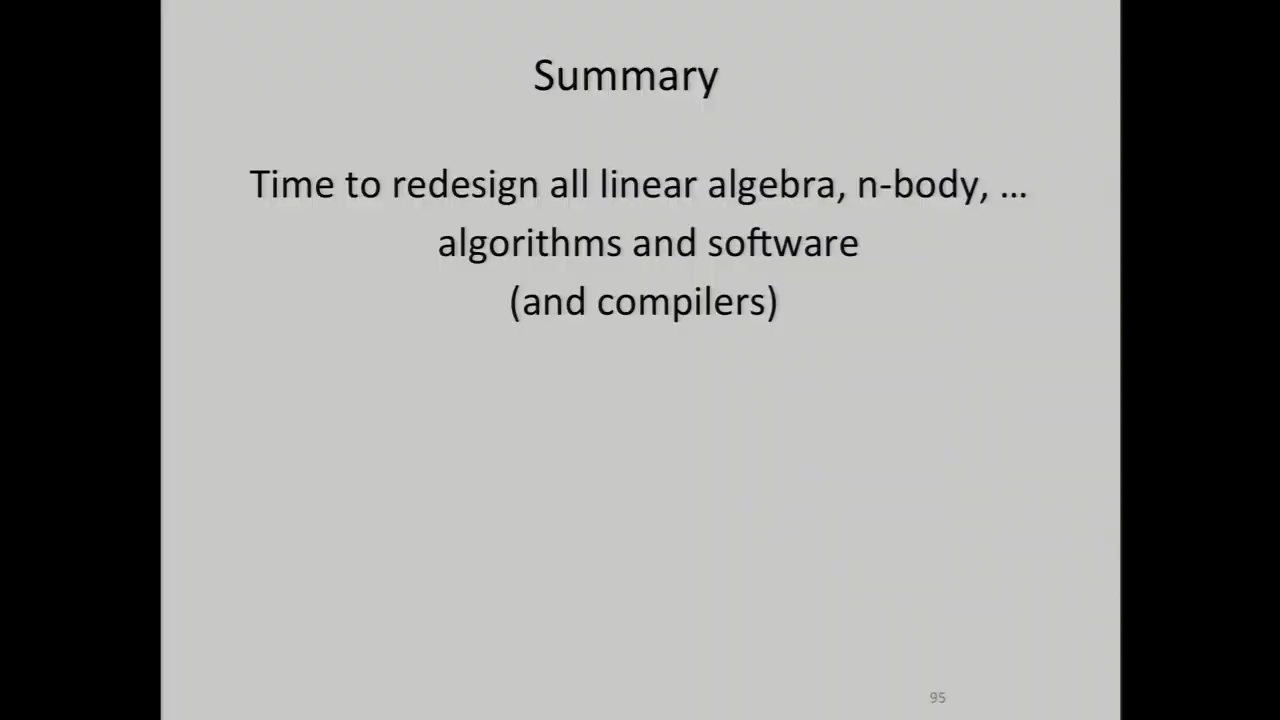 Summary
Time to redesign all linear algebra, n-body, …
algorithms and software
(and compilers)
95